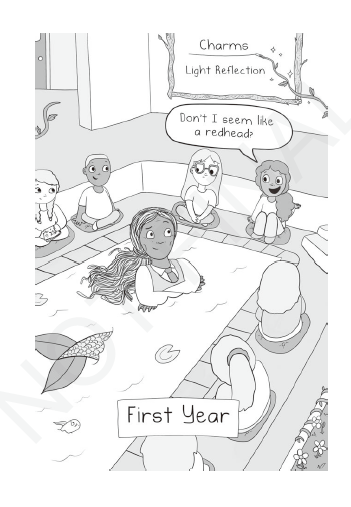 Charms
Light Reflection
Don't I seem like
a redhead?
First Year